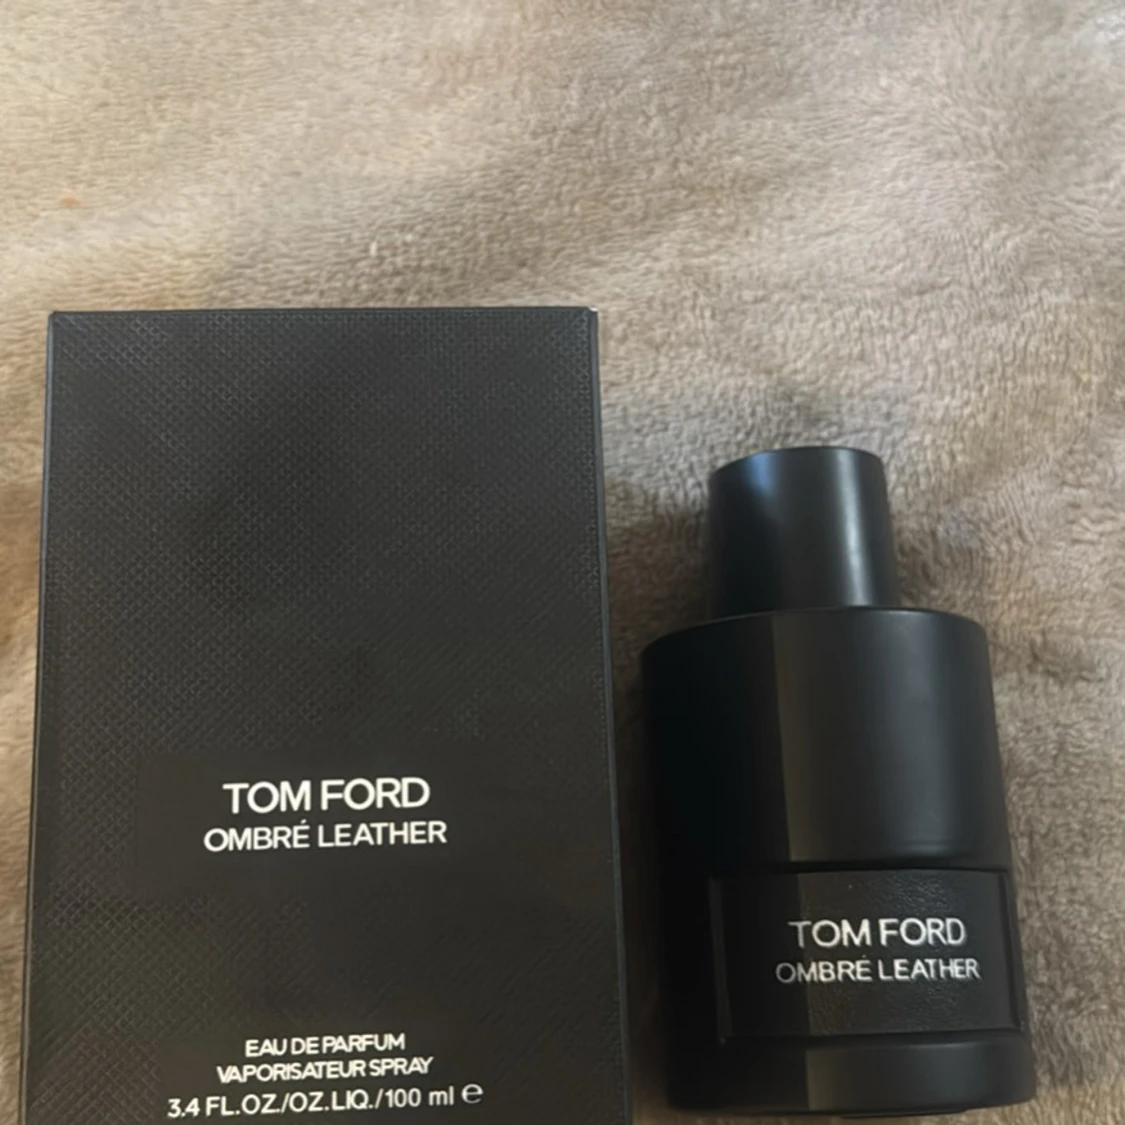 TOM FORD
OMBRÉ LEATHER
EAU DE PARFUM
VAPORISATEUR SPRAY
3.4 FL.OZ./OZ.LIQ./100 ml ℮
TOM FORD
OMBRÉ LEATHER